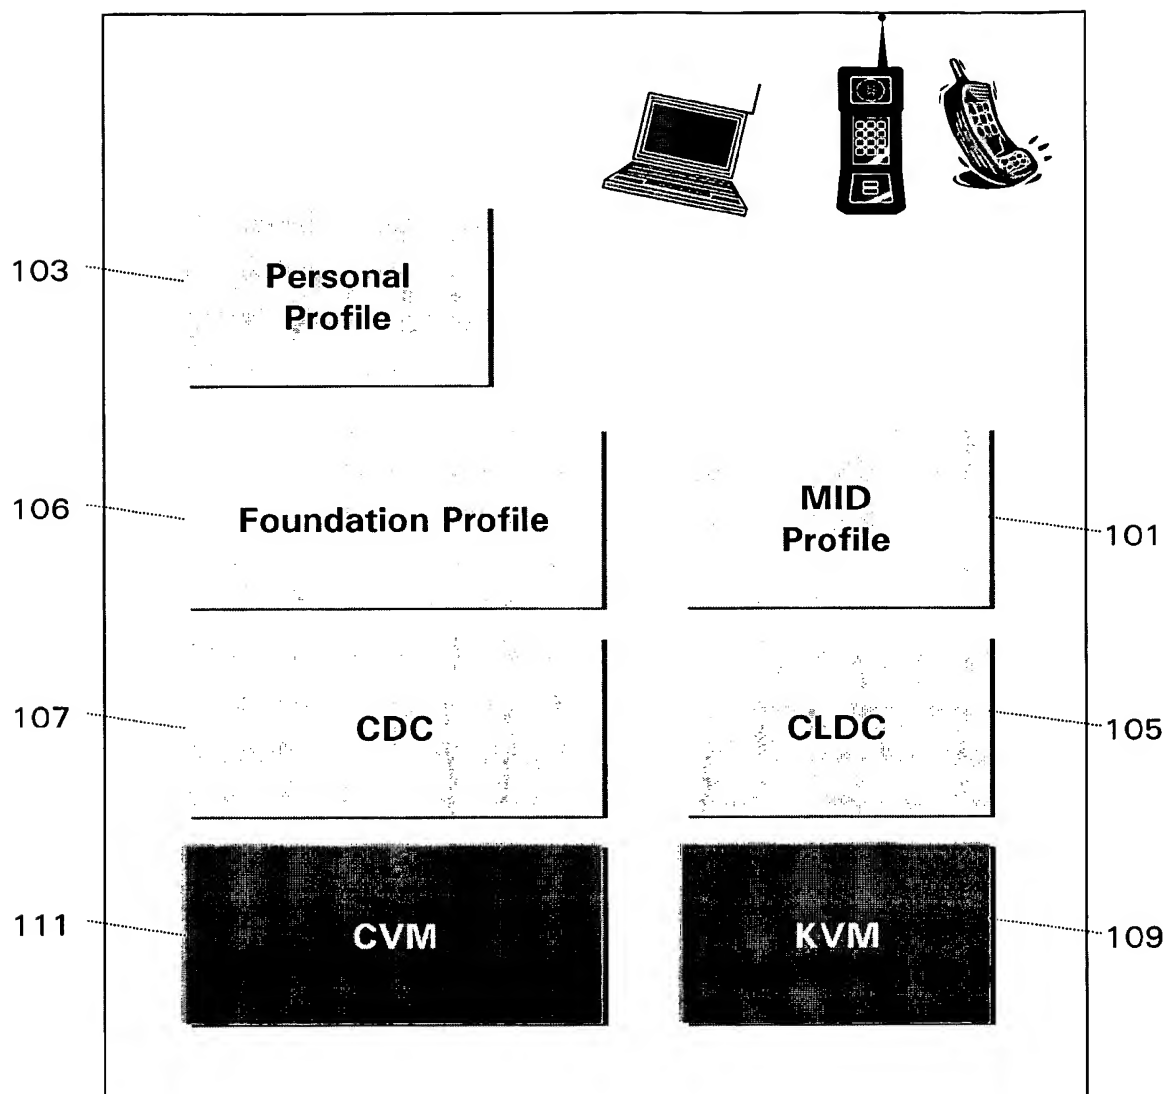 103
Personal
Profile
106
Foundation Profile
MID
Profile
101
107
CDC
CLDC
105
111
CVM
KVM
109